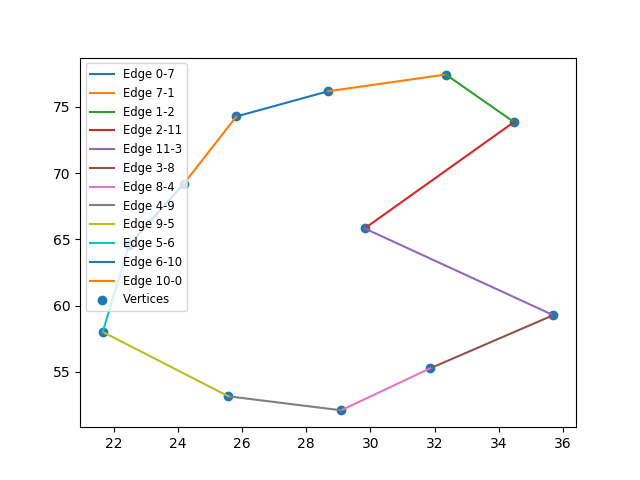 Edge 0-7
Edge 7-1
Edge 1-2
Edge 2-11
Edge 11-3
Edge 3-8
Edge 8-4
Edge 4-9
Edge 9-5
Edge 5-6
Edge 6-10
Edge 10-0
Vertices
75
70
65
60
55
22 24 26 28 30 32 34 36